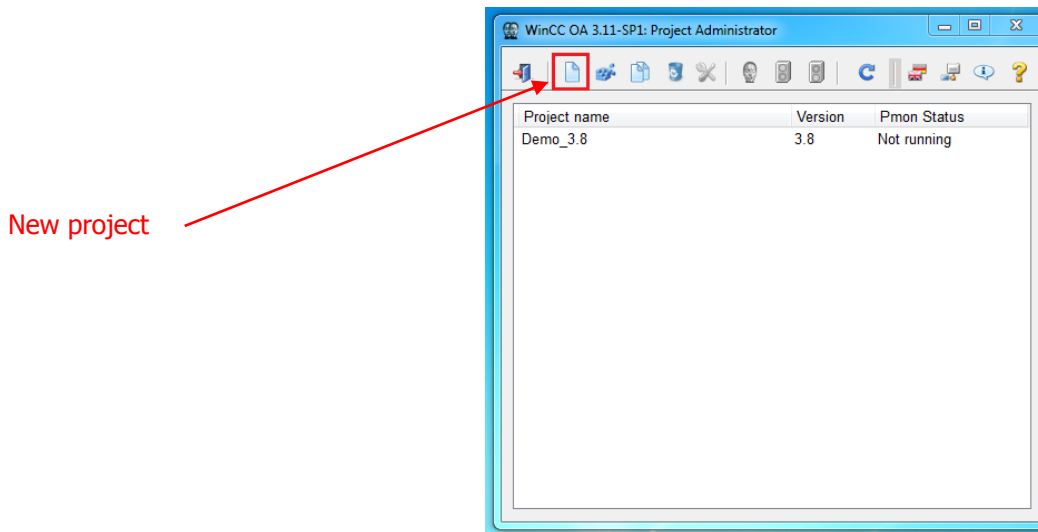 WinCC OA 3.11-SP1: Project Administrator
Project name Version Pmon Status
Demo_3.8 3.8 Not running
New project